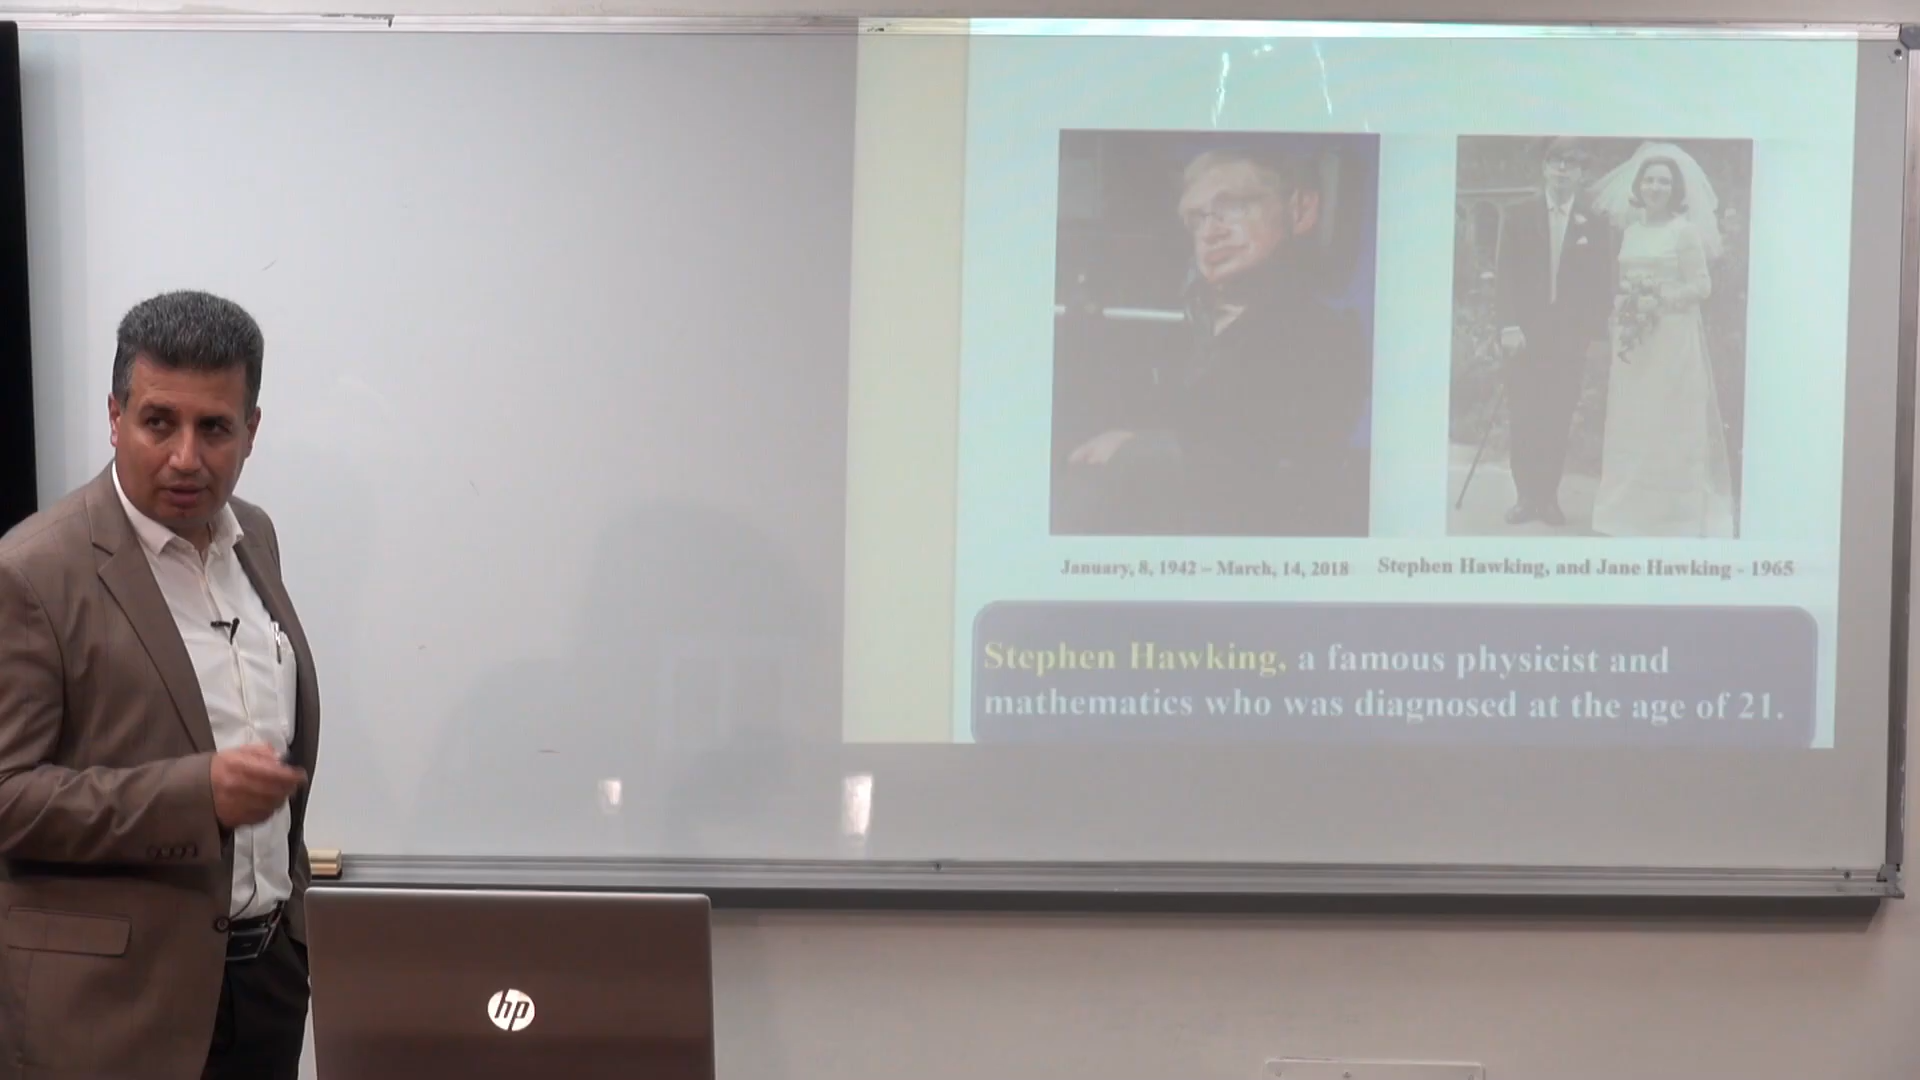 January, 8, 1942 – March, 14, 2018
Stephen Hawking, and Jane Hawking - 1965
Stephen Hawking, a famous physicist and
mathematics who was diagnosed at the age of 21.
hp